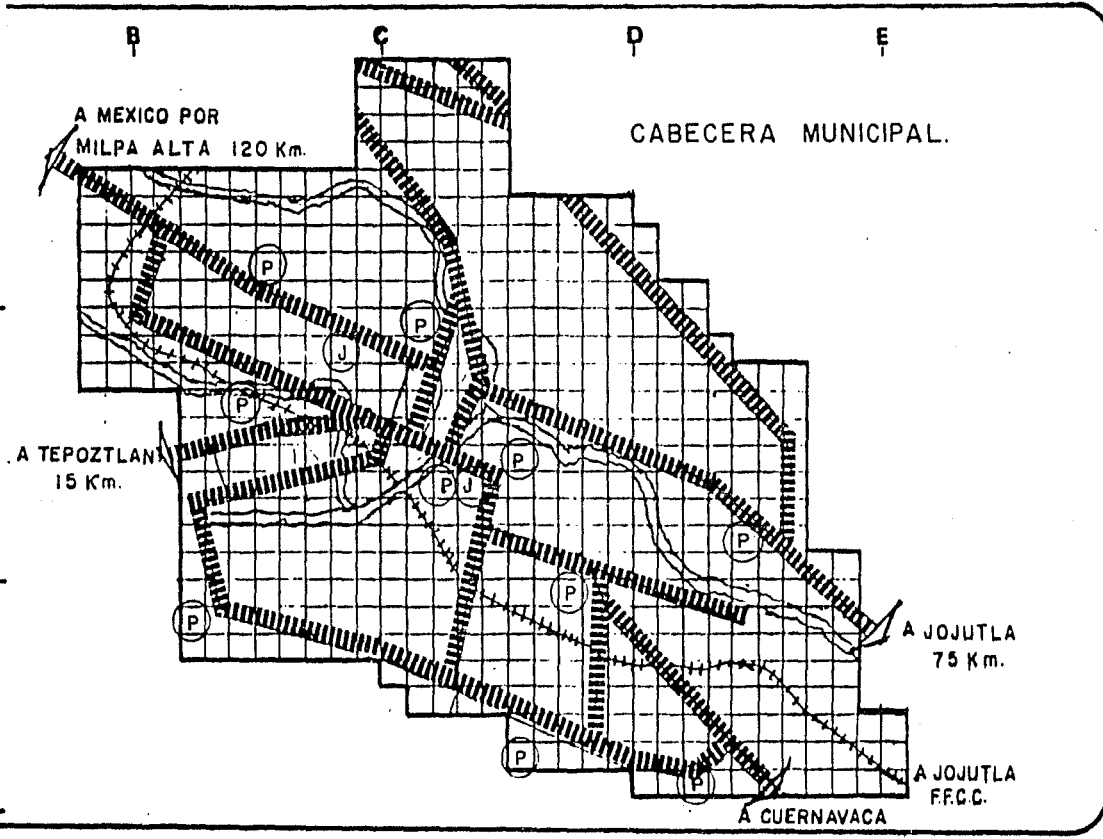 B C D E
A MEXICO POR
MILPA ALTA 120 Km.
CABECERA MUNICIPAL.
P
P
J
P
A TEPOZTLAN
15 Km.
P
P J
P
P
P
A JOJUTLA
75 Km.
P
P
A JOJUTLA
F.F.C.C.
A CUERNAVACA